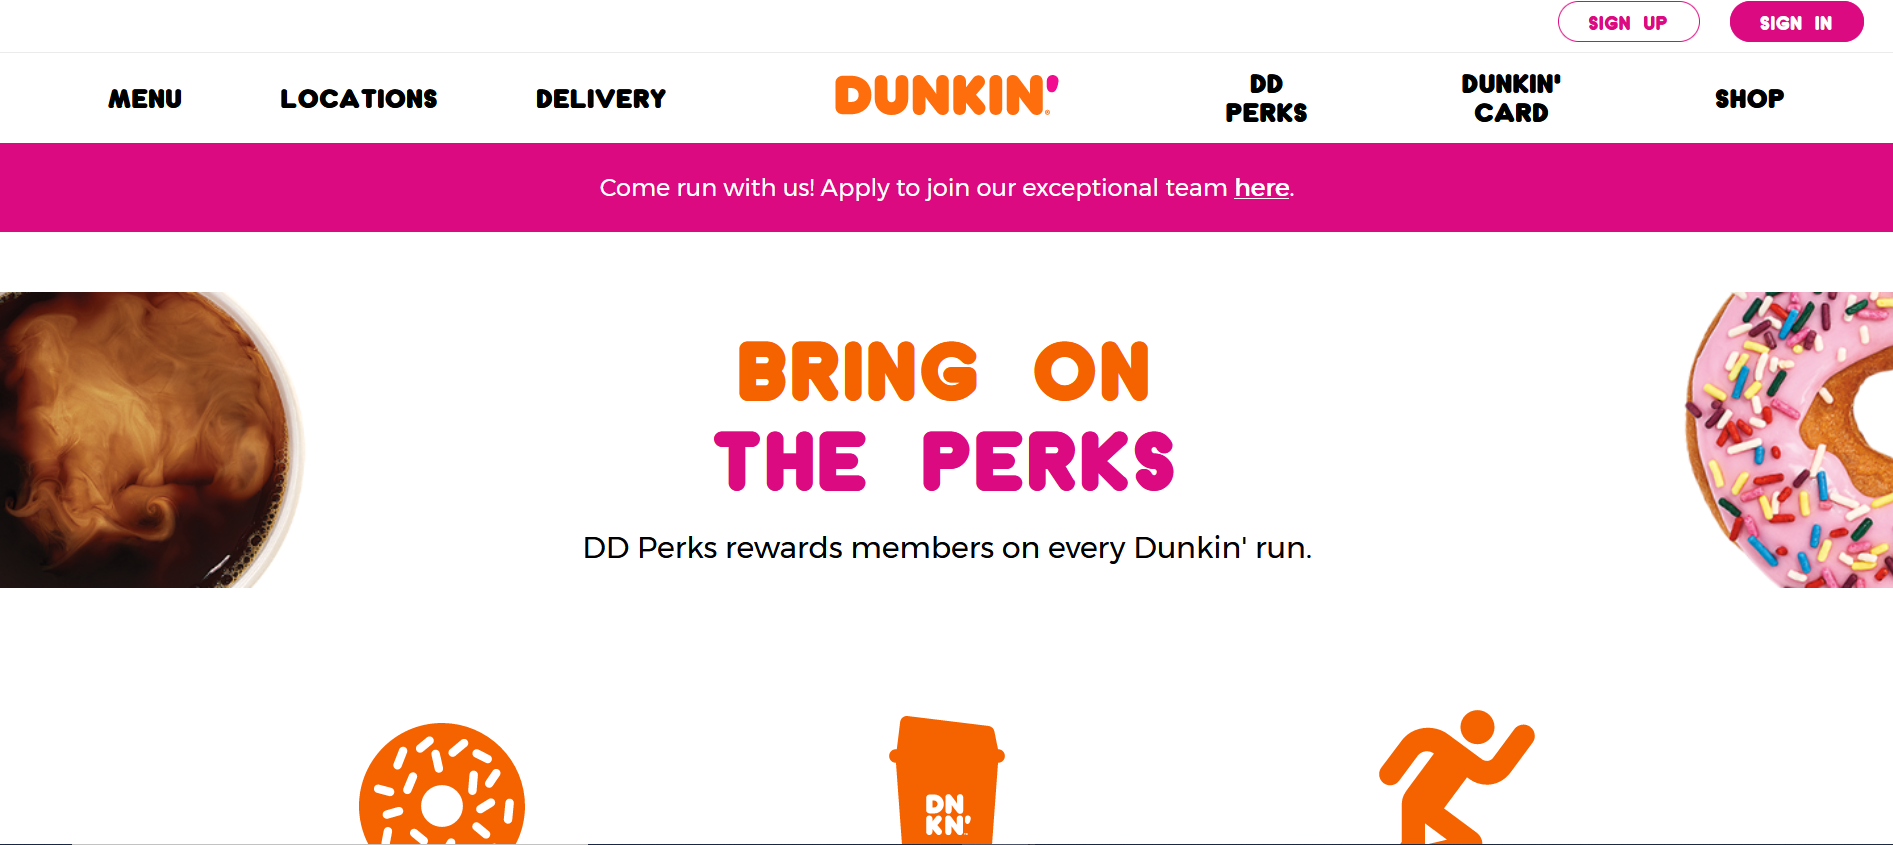 SIGN UP
SIGN IN
MENU
LOCATIONS
DELIVERY
DUNKIN'
DD
PERKS
DUNKIN'
CARD
SHOP
Come run with us! Apply to join our exceptional team here.
BRING ON
THE PERKS
DD Perks rewards members on every Dunkin' run.
DN
KN'